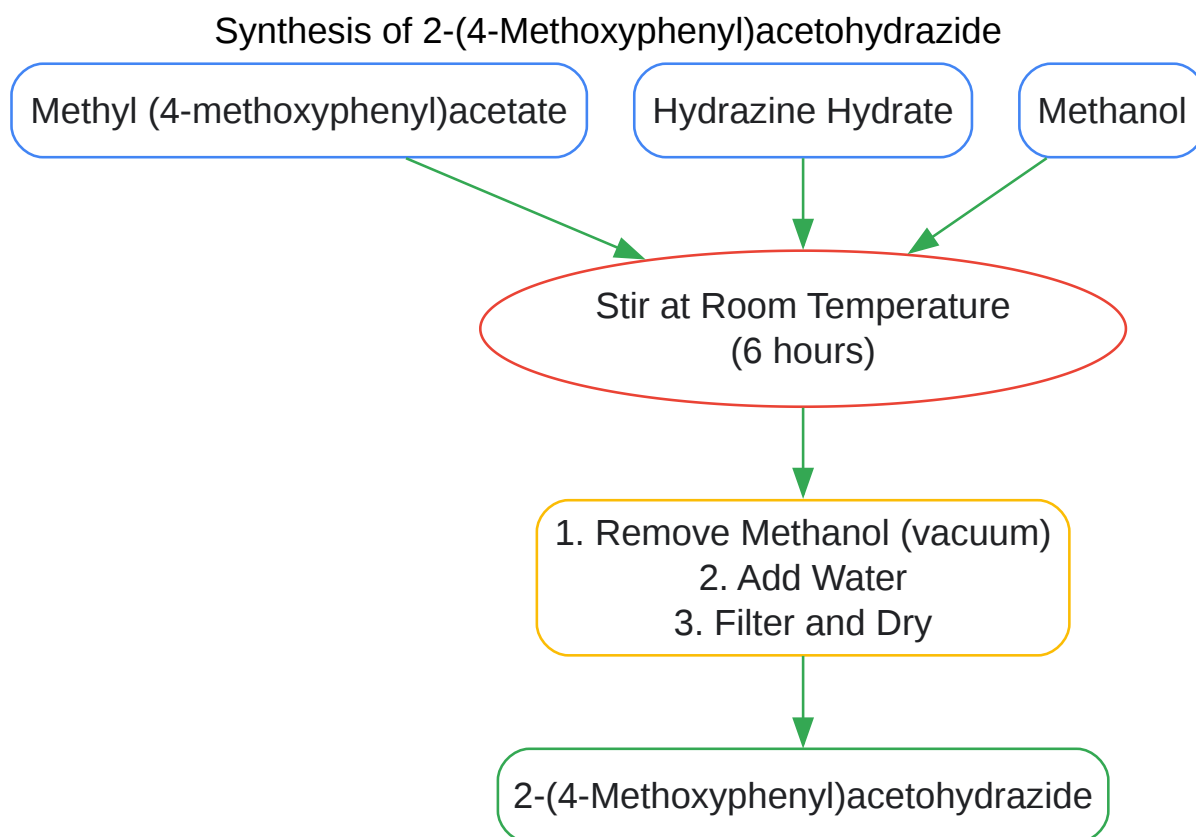 Synthesis of 2-(4-Methoxyphenyl)acetohydrazide
Methyl (4-methoxyphenyl)acetate
Hydrazine Hydrate
Methanol
Stir at Room Temperature
(6 hours)
1. Remove Methanol (vacuum)
2. Add Water
3. Filter and Dry
2-(4-Methoxyphenyl)acetohydrazide